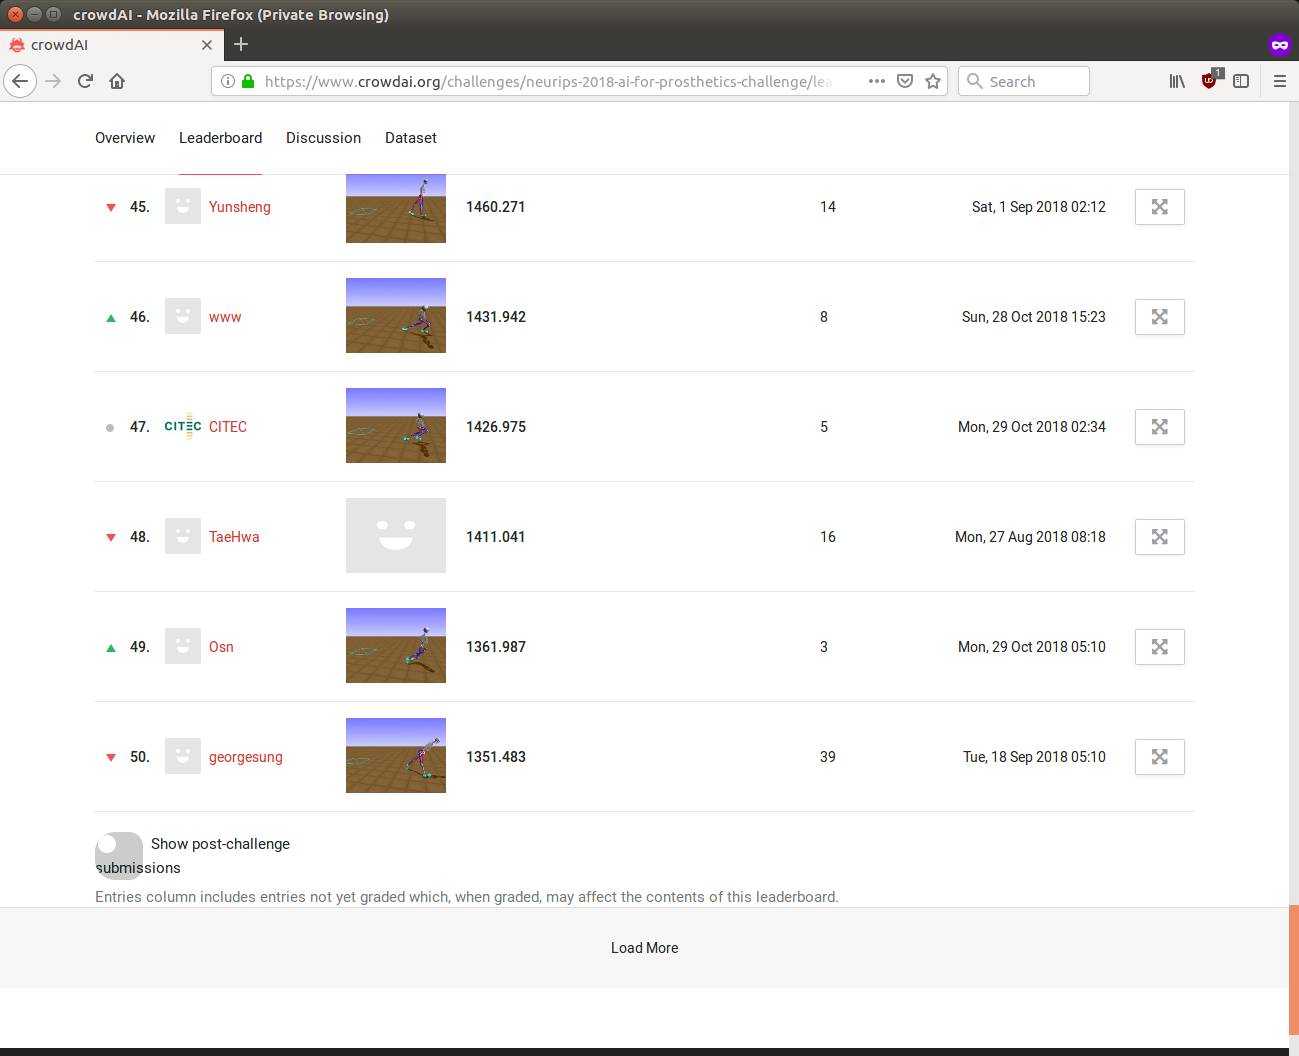 crowdAI - Mozilla Firefox (Private Browsing)
crowdAI
https://www.crowdai.org/challenges/neurips-2018-ai-for-prosthetics-challenge/lea
Search
1
Overview Leaderboard Discussion Dataset
45. Yunsheng 1460.271 14 Sat, 1 Sep 2018 02:12
46. www 1431.942 8 Sun, 28 Oct 2018 15:23
47. CITEC CITEC 1426.975 5 Mon, 29 Oct 2018 02:34
48. TaeHwa 1411.041 16 Mon, 27 Aug 2018 08:18
49. Osn 1361.987 3 Mon, 29 Oct 2018 05:10
50. georgesung 1351.483 39 Tue, 18 Sep 2018 05:10
Show post-challenge
submissions
Entries column includes entries not yet graded which, when graded, may affect the contents of this leaderboard.
Load More